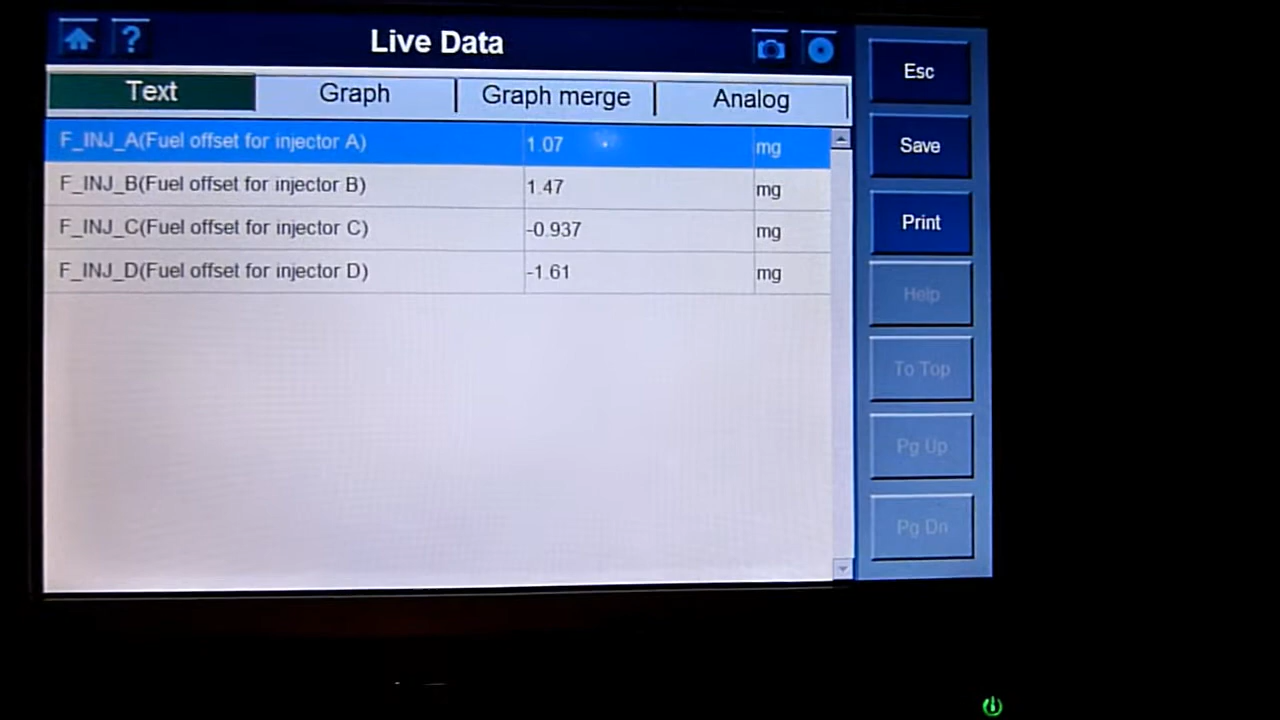 Live Data
Text Graph Graph merge Analog
F_INJ_A(Fuel offset for injector A) 1.07 mg
F_INJ_B(Fuel offset for injector B) 1.47 mg
F_INJ_C(Fuel offset for injector C) -0.937 mg
F_INJ_D(Fuel offset for injector D) -1.61 mg
Esc
Save
Print
Help
To Top
Pg Up
Pg Dn